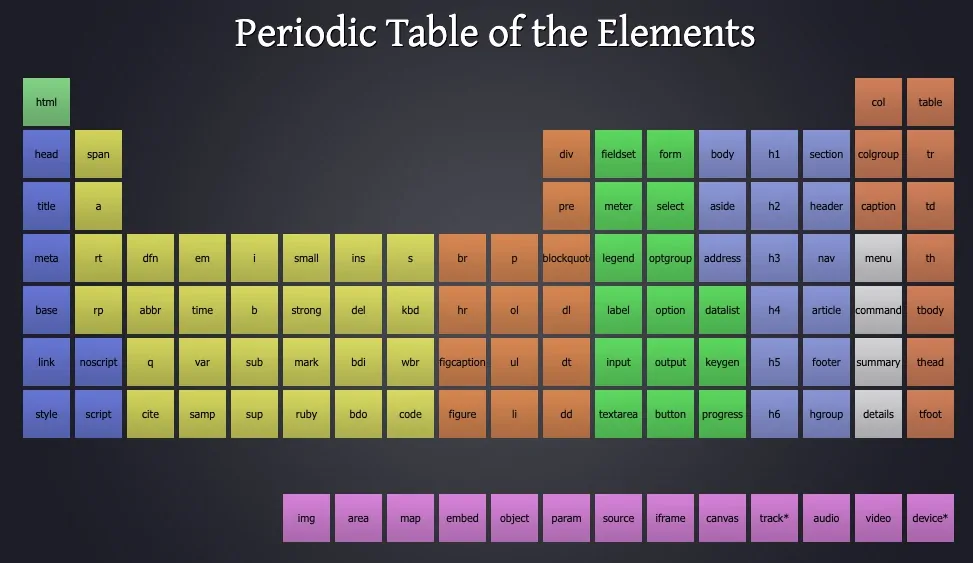 Periodic Table of the Elements
html col table
head span div fieldset form body h1 section colgroup tr
title a pre meter select aside h2 header caption td
meta rt dfn em i small ins s br p blockquot legend optgroup address h3 nav menu th
base rp abbr time b strong del kbd hr ol dl label option datalist h4 article command tbody
link noscript q var sub mark bdi wbr figcaption ul dt input output keygen h5 footer summary thead
style script cite samp sup ruby bdo code figure li dd textarea button progress h6 hgroup details tfoot
img area map embed object param source iframe canvas track* audio video device*